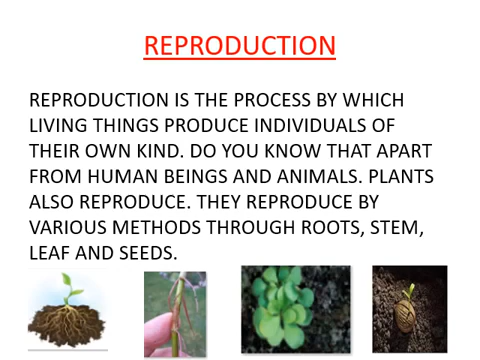 REPRODUCTION
REPRODUCTION IS THE PROCESS BY WHICH
LIVING THINGS PRODUCE INDIVIDUALS OF
THEIR OWN KIND. DO YOU KNOW THAT APART
FROM HUMAN BEINGS AND ANIMALS. PLANTS
ALSO REPRODUCE. THEY REPRODUCE BY
VARIOUS METHODS THROUGH ROOTS, STEM,
LEAF AND SEEDS.